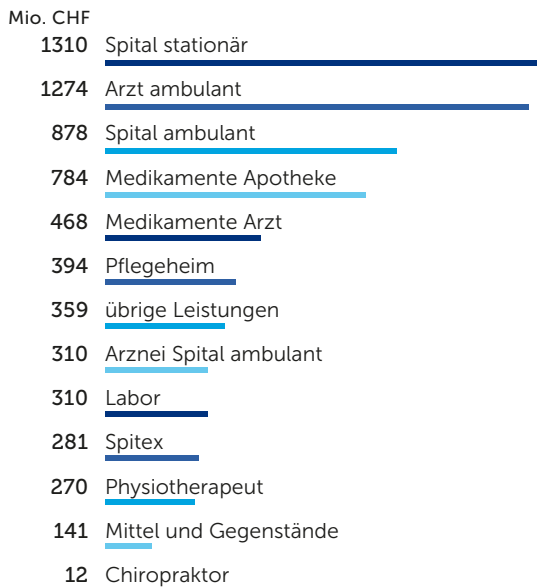 Mio. CHF
1310 Spital stationär
1274 Arzt ambulant
878 Spital ambulant
784 Medikamente Apotheke
468 Medikamente Arzt
394 Pflegeheim
359 übrige Leistungen
310 Arznei Spital ambulant
310 Labor
281 Spitex
270 Physiotherapeut
141 Mittel und Gegenstände
12 Chiropraktor